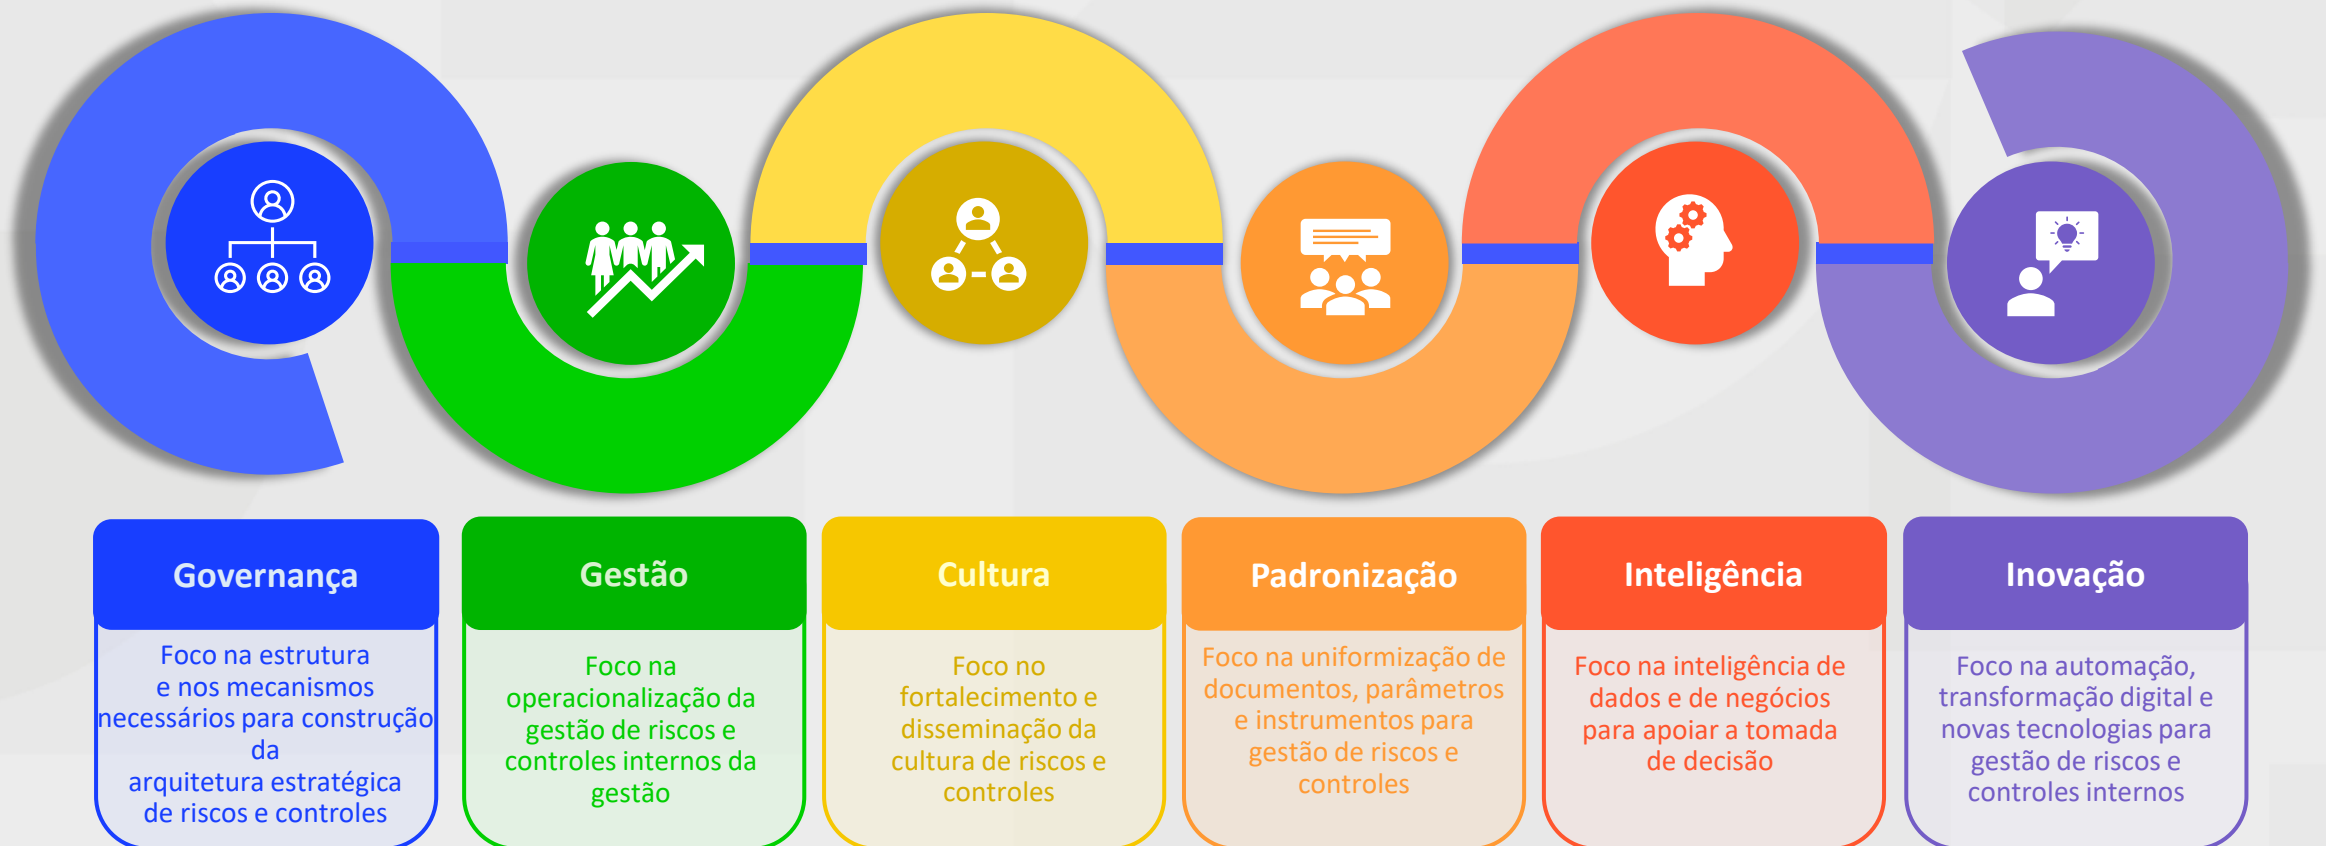 Governança
Foco na estrutura
e nos mecanismos
necessários para construção
da
arquitetura estratégica
de riscos e controles
Gestão
Foco na
operacionalização da
gestão de riscos e
controles internos da
gestão
Cultura
Foco no
fortalecimento e
disseminação da
cultura de riscos e
controles
Padronização
Foco na uniformização de
documentos, parâmetros
e instrumentos para
gestão de riscos e
controles
Inteligência
Foco na inteligência de
dados e de negócios
para apoiar a tomada
de decisão
Inovação
Foco na automação,
transformação digital e
novas tecnologias para
gestão de riscos e
controles internos